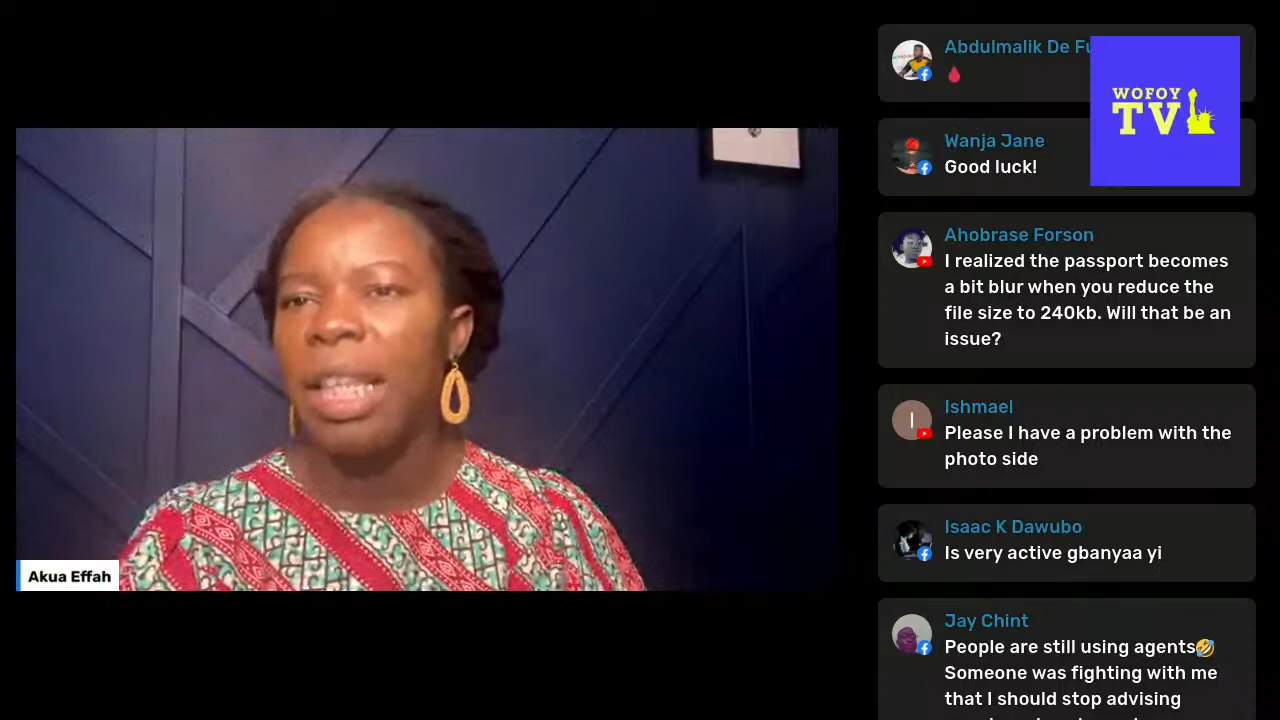 Akua Effah
Abdulmalik De
WOFOY
TV
Wanja Jane
Good luck!
Ahobrase Forson
I realized the passport becomes
a bit blur when you reduce the
file size to 240kb. Will that be an
issue?
I
Ishmael
Please I have a problem with the
photo side
Isaac K Dawubo
Is very active gbanyaa yi
Jay Chint
People are still using agents🤣
Someone was fighting with me
that I should stop advising